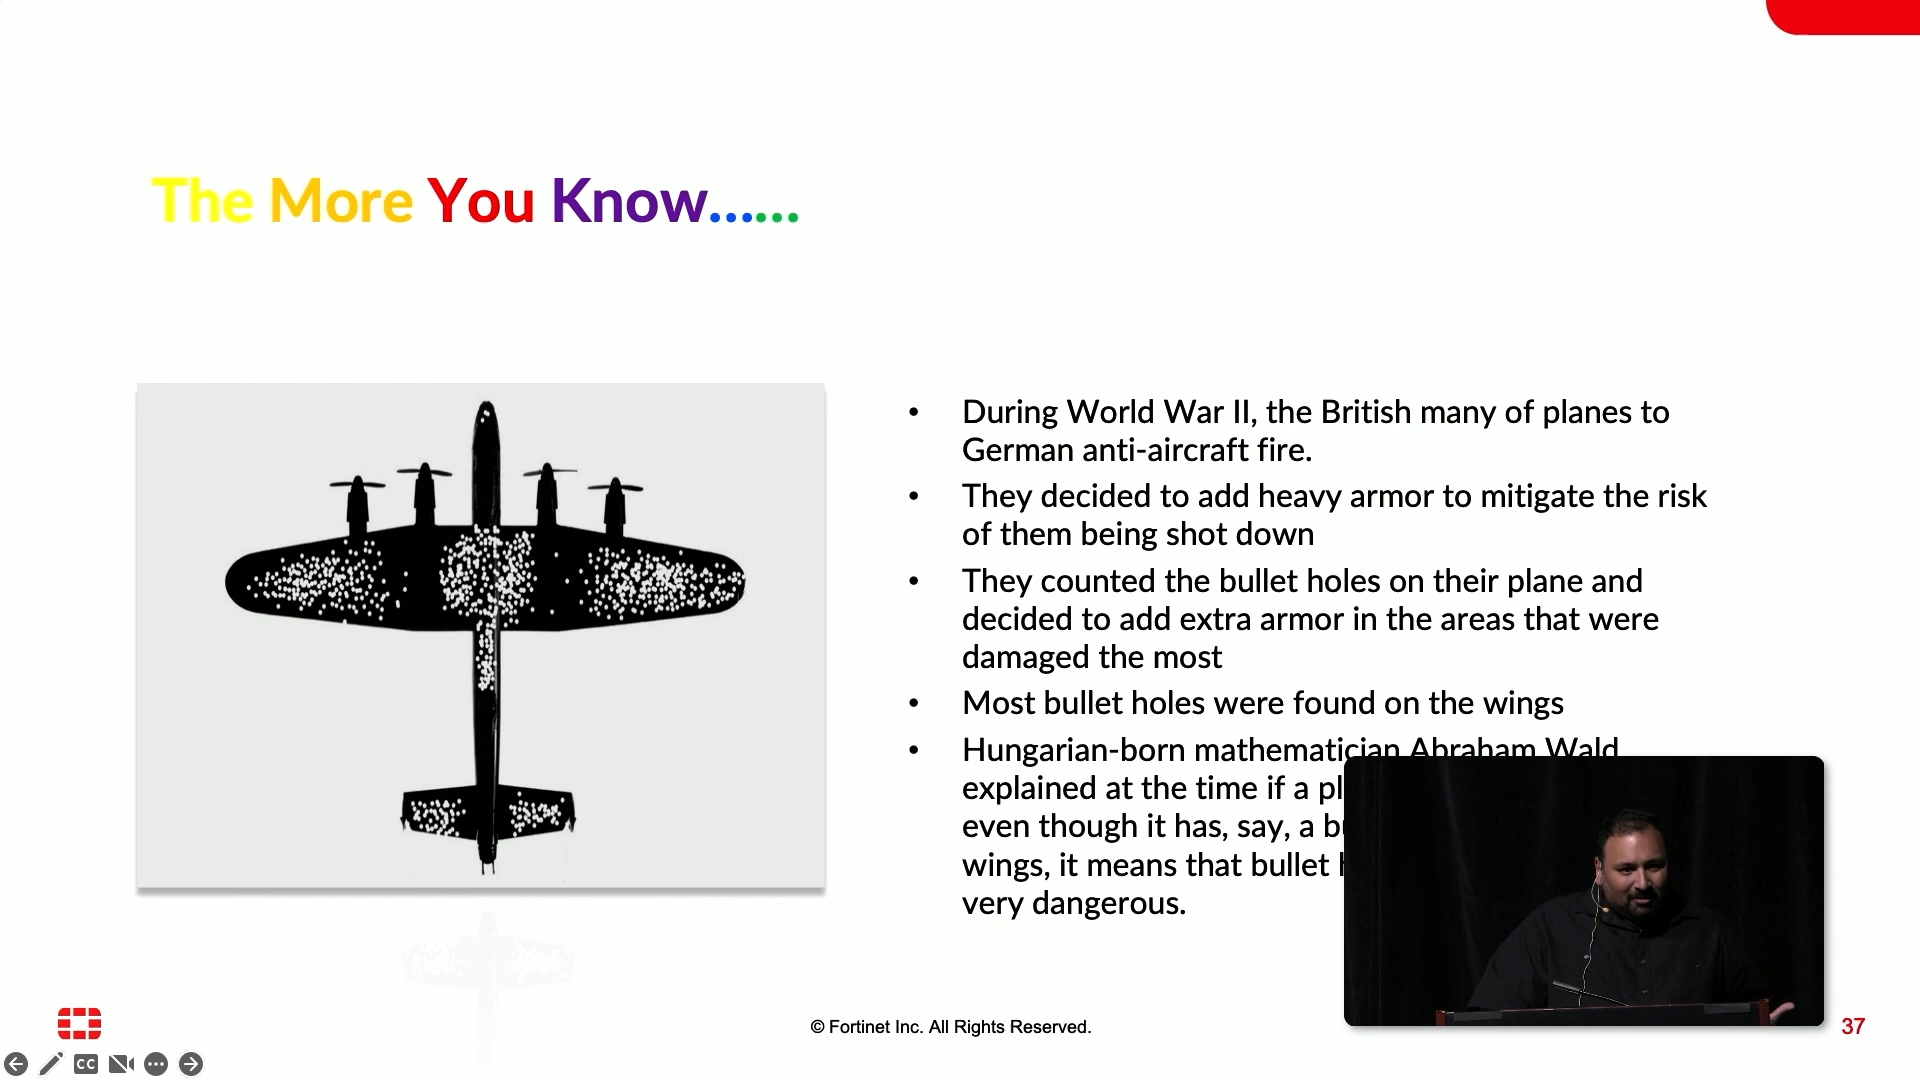 The More You Know......
During World War II, the British many of planes to
German anti-aircraft fire.
They decided to add heavy armor to mitigate the risk
of them being shot down
They counted the bullet holes on their plane and
decided to add extra armor in the areas that were
damaged the most
Most bullet holes were found on the wings
Hungarian-born mathematician Abraham Wald
explained at the time if a
even though it has, say, a
wings, it means that bullet
very dangerous.
© Fortinet Inc. All Rights Reserved.
37
CC